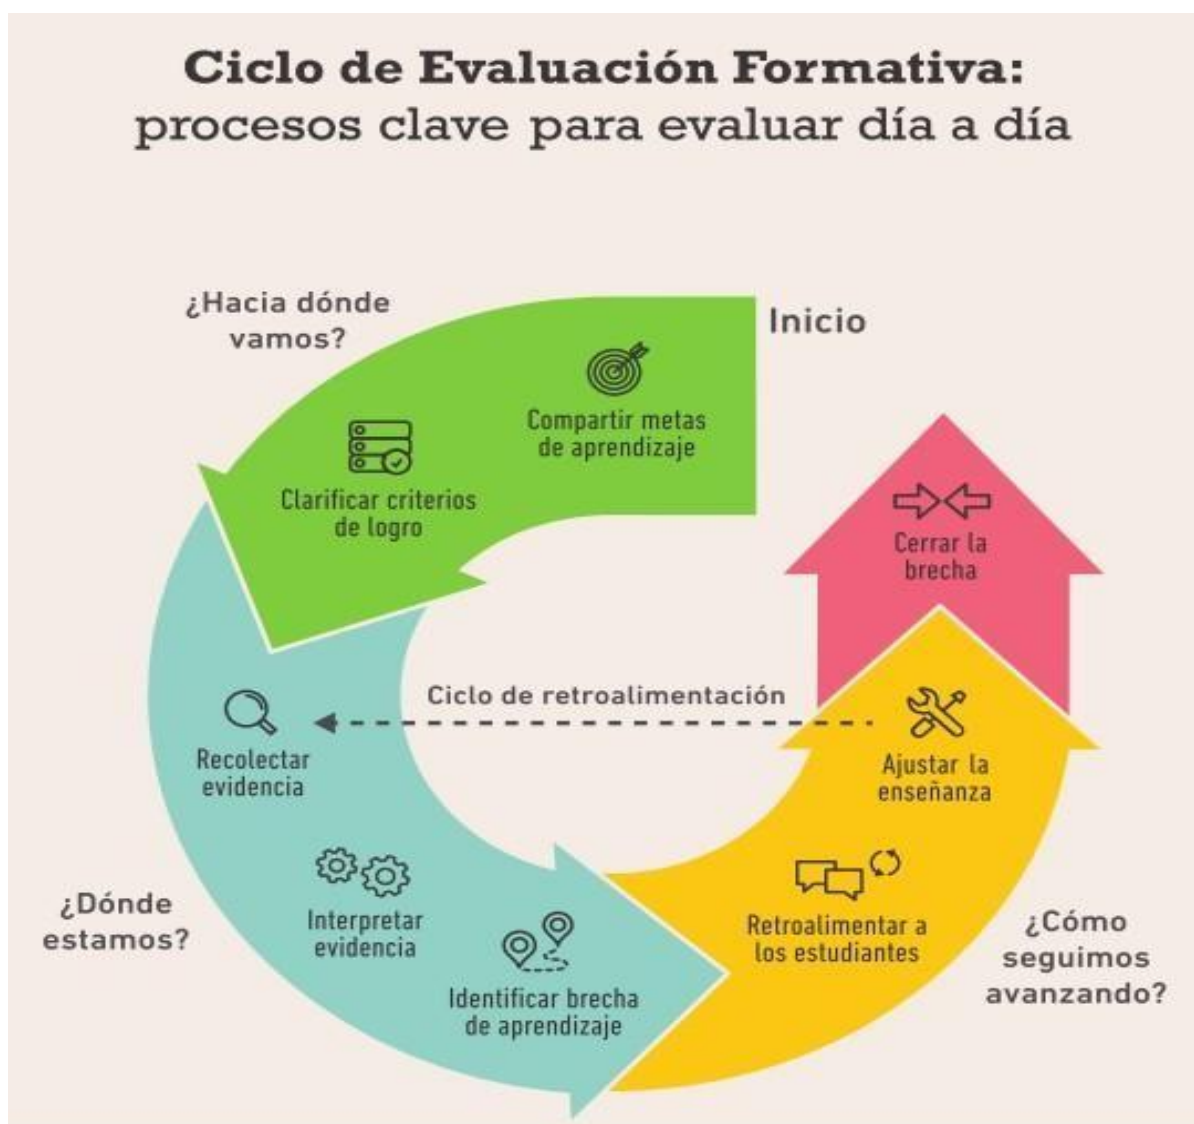 Ciclo de Evaluación Formativa:
procesos clave para evaluar día a día
¿Hacia dónde
vamos?
Inicio
Compartir metas
de aprendizaje
Clarificar criterios
de logro
Cerrar la
brecha
Ciclo de retroalimentación
Recolectar
evidencia
Ajustar la
enseñanza
¿Dónde
estamos?
Interpretar
evidencia
Identificar brecha
de aprendizaje
Retroalimentar a
los estudiantes
¿Cómo
seguimos
avanzando?